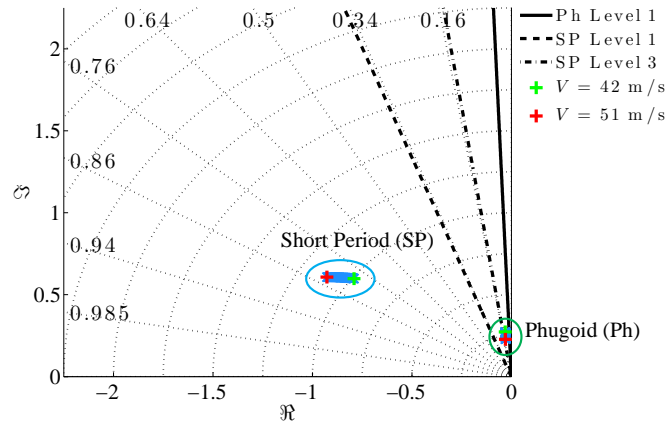 0.64 0.5 0.34 0.16
0.76
0.86
0.94
0.985
2
1.5
1
0.5
0
ℑ
−2 −1.5 −1 −0.5 0
ℜ
Short Period (SP)
Phugoid (Ph)
Ph Level 1
SP Level 1
SP Level 3
V = 42 m/s
V = 51 m/s